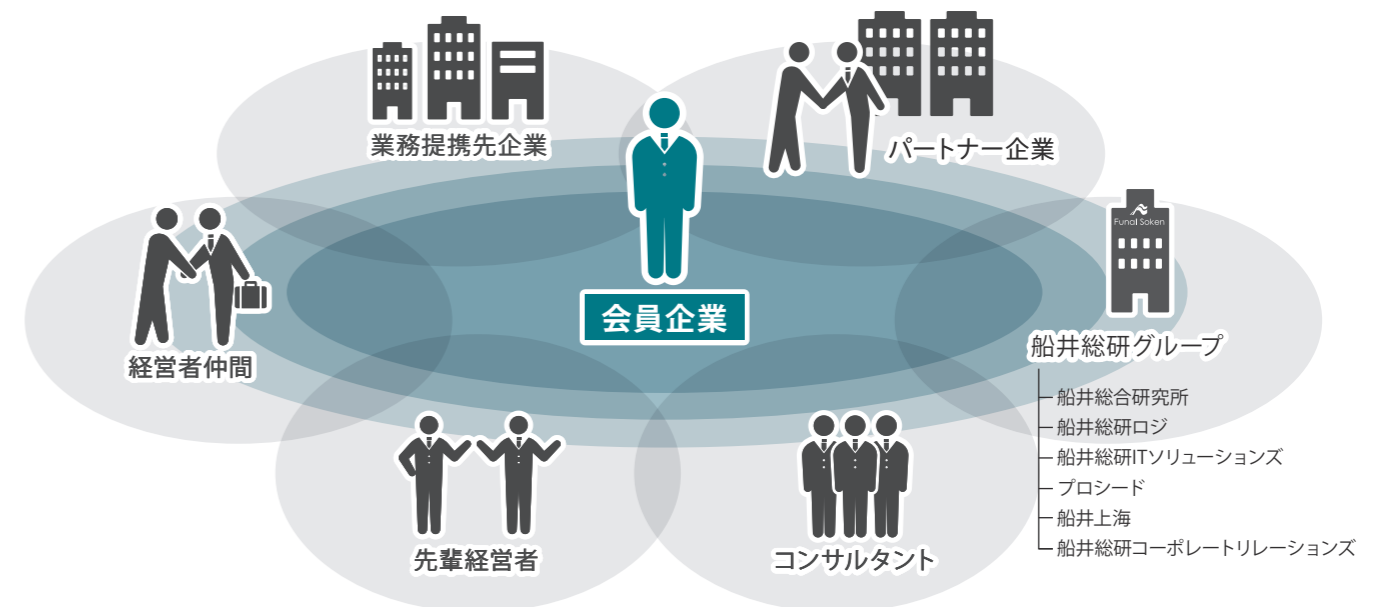 業務提携先企業
パートナー企業
Funai Soken
会員企業
経営者仲間
船井総研グループ
船井総合研究所
船井総研ロジ
船井総研ITソリューションズ
プロシード
船井上海
船井総研コーポレートリレーションズ
先輩経営者
コンサルタント